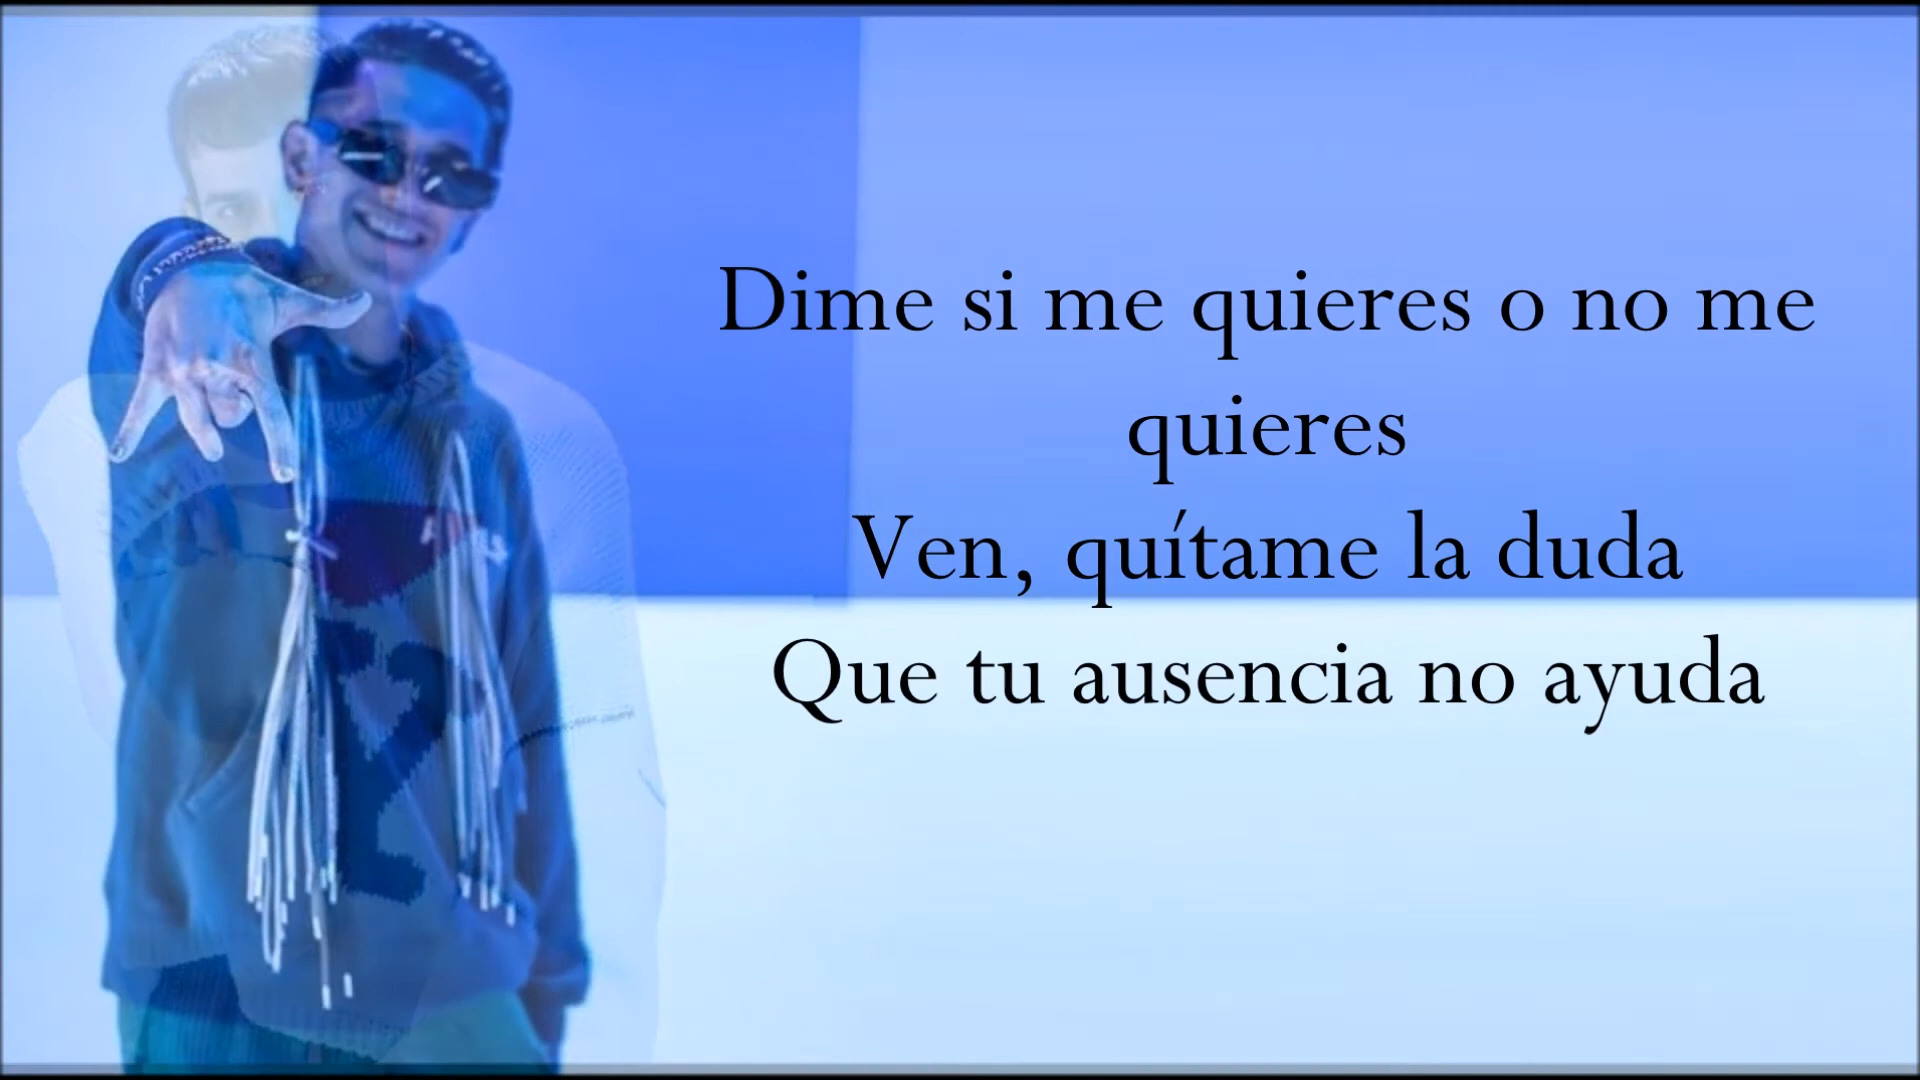 Dime si me quieres o no me
quieres
Ven, quítame la duda
Que tu ausencia no ayuda